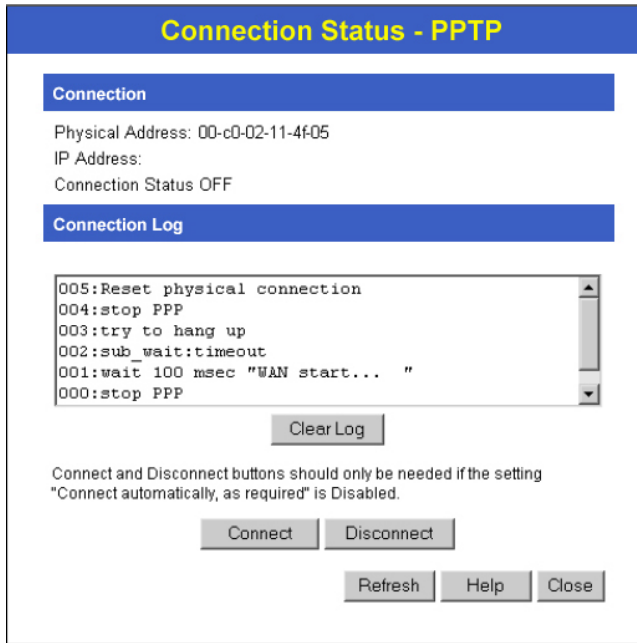 Connection Status - PPTP
Connection
Physical Address: 00-c0-02-11-4f-05
IP Address:
Connection Status OFF
Connection Log
005:Reset physical connection
004:stop PPP
003:try to hang up
002:sub_wait:timeout
001:wait 100 msec "WAN start...  "
000:stop PPP
Clear Log
Connect and Disconnect buttons should only be needed if the setting
"Connect automatically, as required" is Disabled.
Connect Disconnect
Refresh Help Close